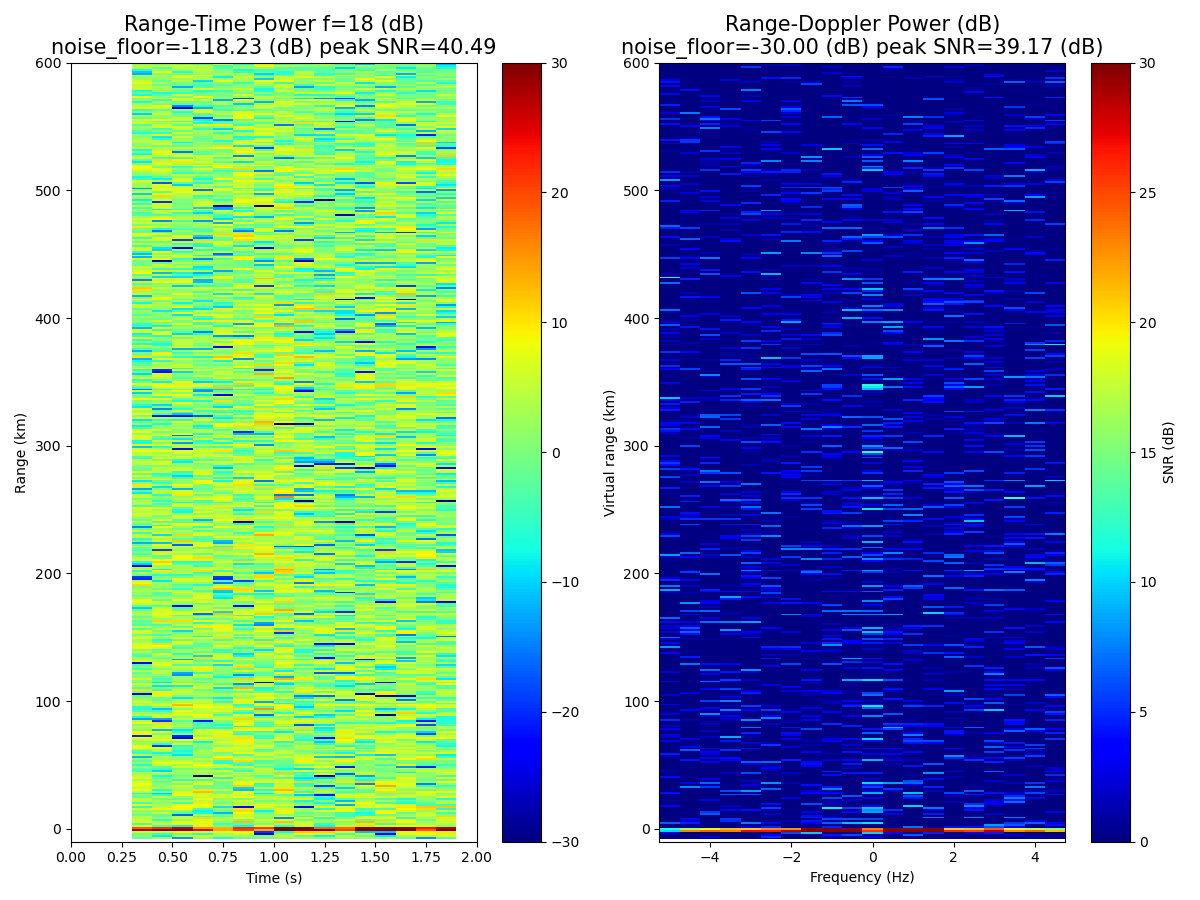 Range-Time Power f=18 (dB)
noise_floor=-118.23 (dB) peak SNR=40.49
Range (km)
600
500
400
300
200
100
0
0.00 0.25 0.50 0.75 1.00 1.25 1.50 1.75 2.00
Time (s)
30
20
10
0
−10
−20
−30
Range-Doppler Power (dB)
noise_floor=-30.00 (dB) peak SNR=39.17 (dB)
Virtual range (km)
600
500
400
300
200
100
0
−4 −2 0 2 4
Frequency (Hz)
30
25
20
15
10
5
0
SNR (dB)